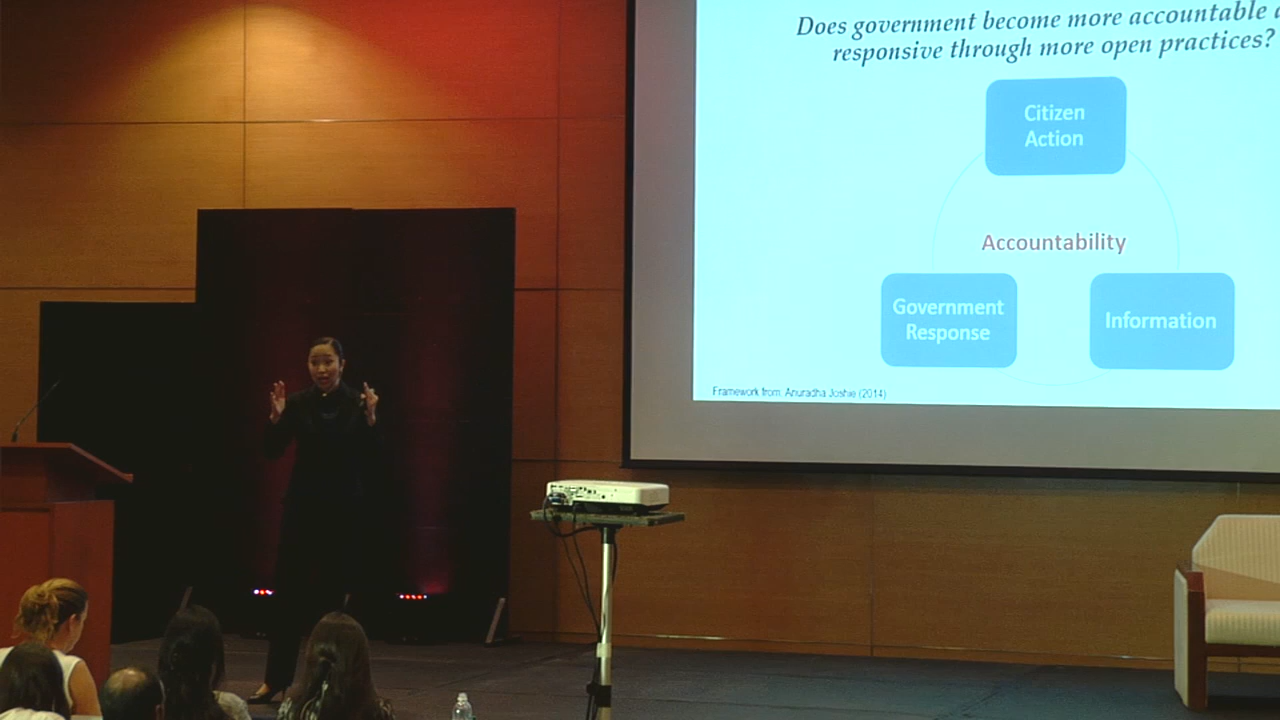 Does government become more accountable
responsive through more open practices?
Citizen
Action
Accountability
Government
Response
Information
Framework from: Anuradha Joshie (2014)